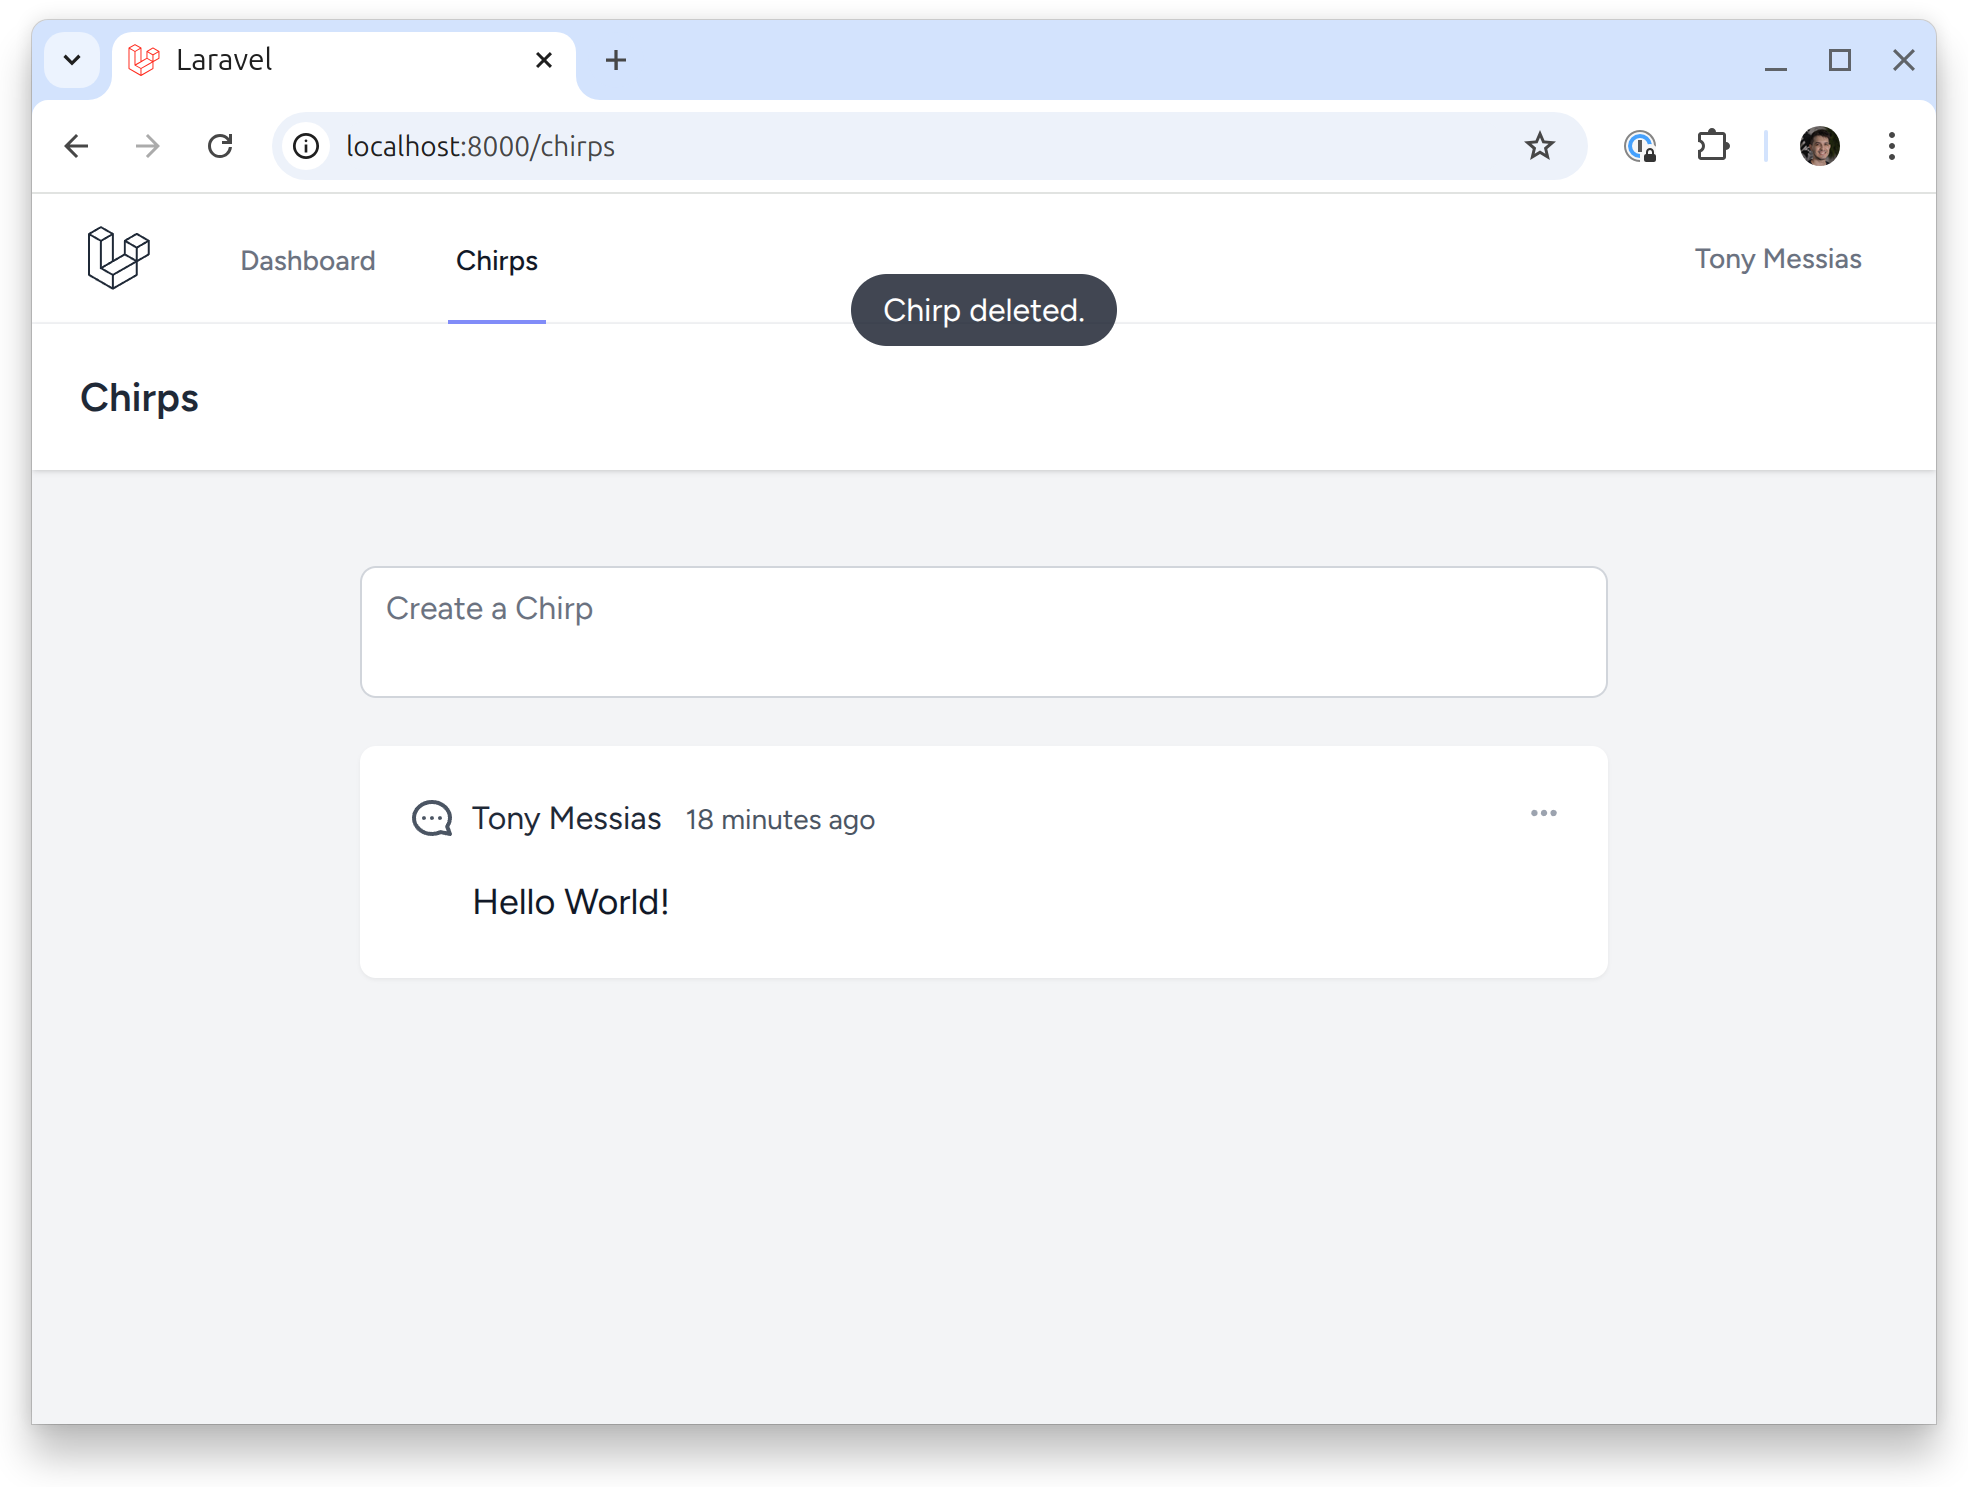 Laravel
localhost:8000/chirps
Dashboard
Chirps
Tony Messias
Chirp deleted.
Chirps
Create a Chirp
Tony Messias 18 minutes ago
Hello World!